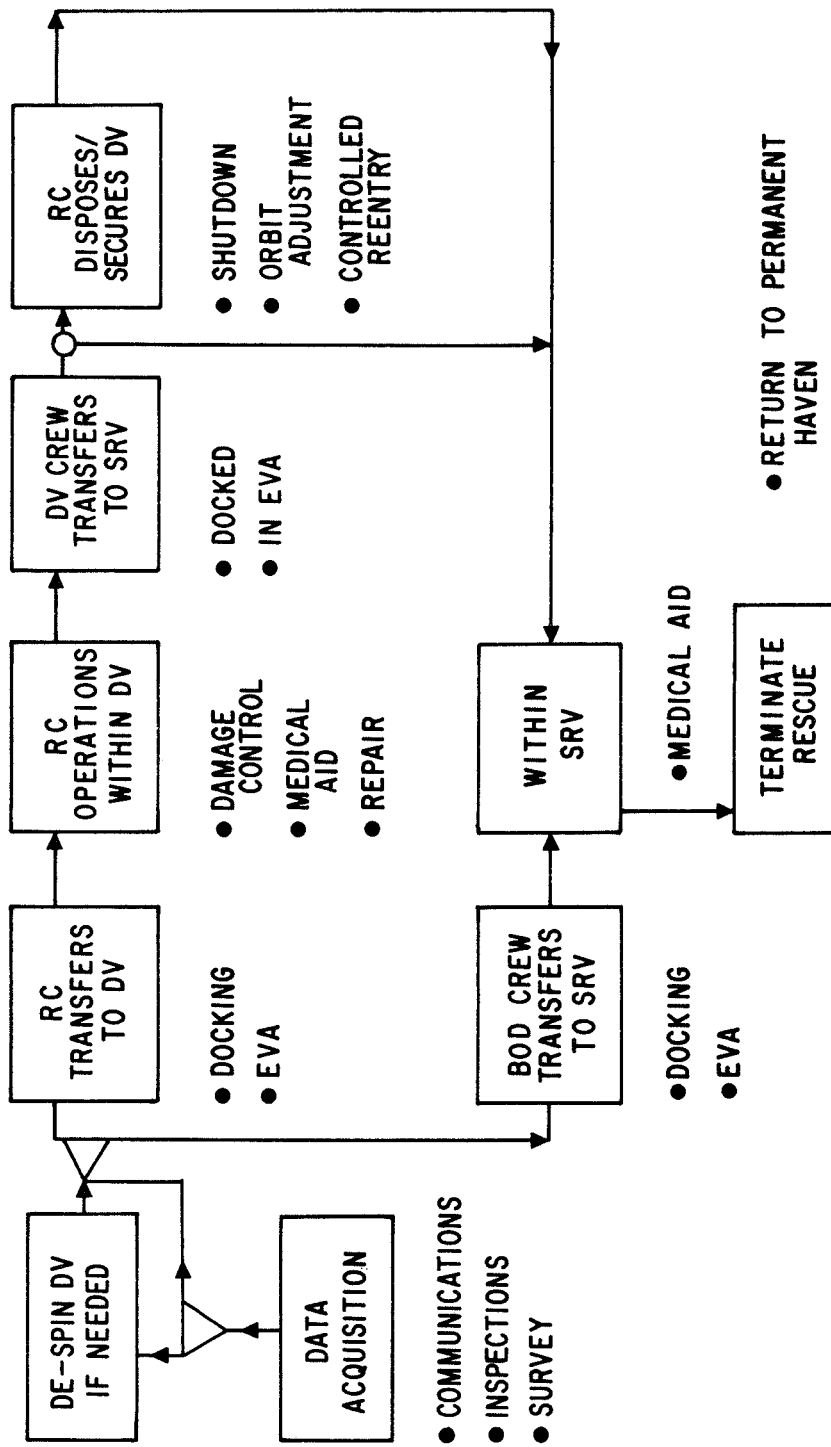 DE-SPIN DV
IF NEEDED
DATA
ACQUISITION
● COMMUNICATIONS
● INSPECTIONS
● SURVEY
RC
TRANSFERS
TO DV
● DOCKING
● EVA
RC
OPERATIONS
WITHIN DV
● DAMAGE
CONTROL
● MEDICAL
AID
● REPAIR
DV CREW
TRANSFERS
TO SRV
● DOCKED
● IN EVA
RC
DISPOSES/
SECURES DV
● SHUTDOWN
● ORBIT
ADJUSTMENT
● CONTROLLED
REENTRY
BOD CREW
TRANSFERS
TO SRV
● DOCKING
● EVA
WITHIN
SRV
● MEDICAL AID
TERMINATE
RESCUE
● RETURN TO PERMANENT
HAVEN